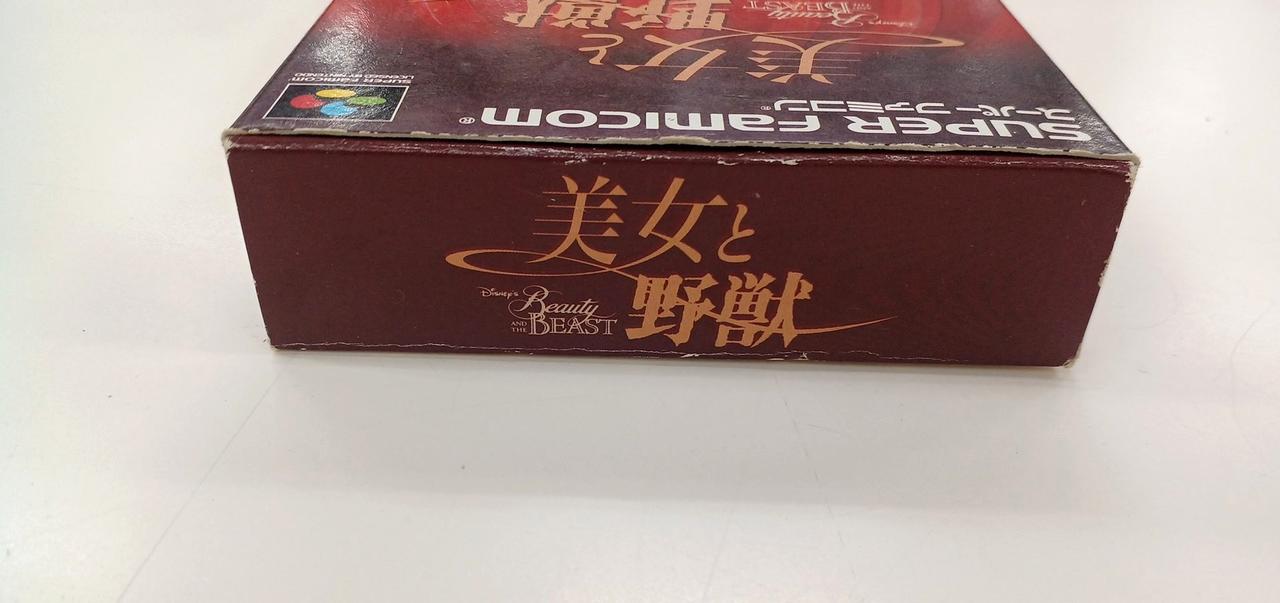 美女と
野獣
Disney's
Beauty
AND THE BEAST
SUPER FAMICOM®
スーパーファミコン®
SUPER FAMICOM
LICENSED BY NINTENDO
美女と
野獣
Disney's
Beauty
AND THE BEAST